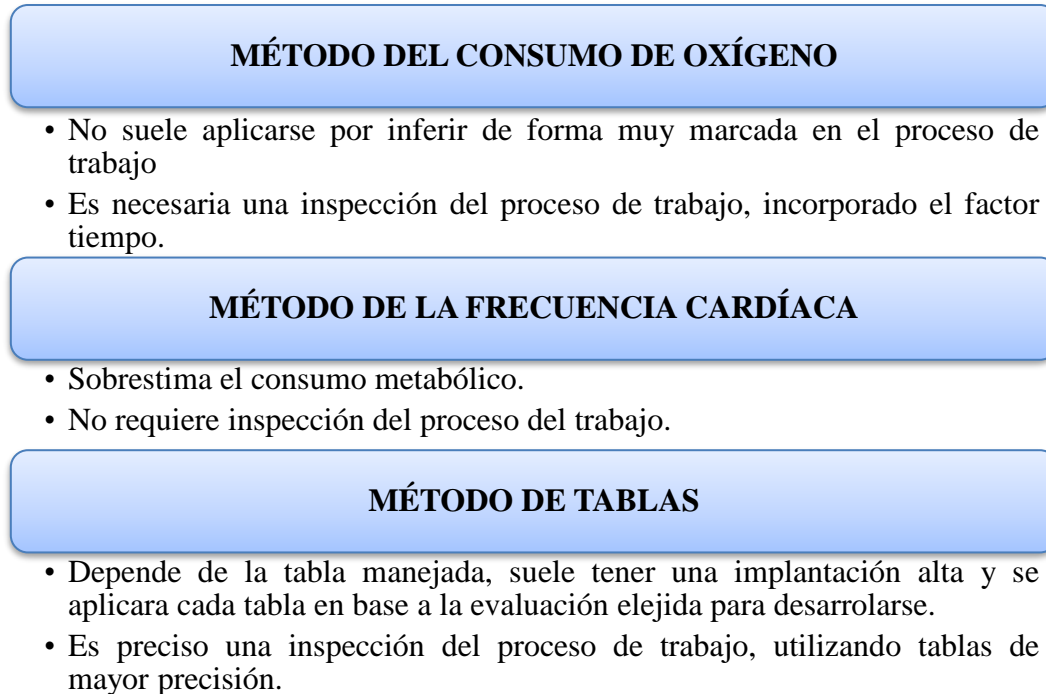 MÉTODO DEL CONSUMO DE OXÍGENO
• No suele aplicarse por inferir de forma muy marcada en el proceso de
trabajo
• Es necesaria una inspección del proceso de trabajo, incorporado el factor
tiempo.
MÉTODO DE LA FRECUENCIA CARDÍACA
• Sobrestima el consumo metabólico.
• No requiere inspección del proceso del trabajo.
MÉTODO DE TABLAS
• Depende de la tabla manejada, suele tener una implantación alta y se
aplicara cada tabla en base a la evaluación elejida para desarrolarse.
• Es preciso una inspección del proceso de trabajo, utilizando tablas de
mayor precisión.